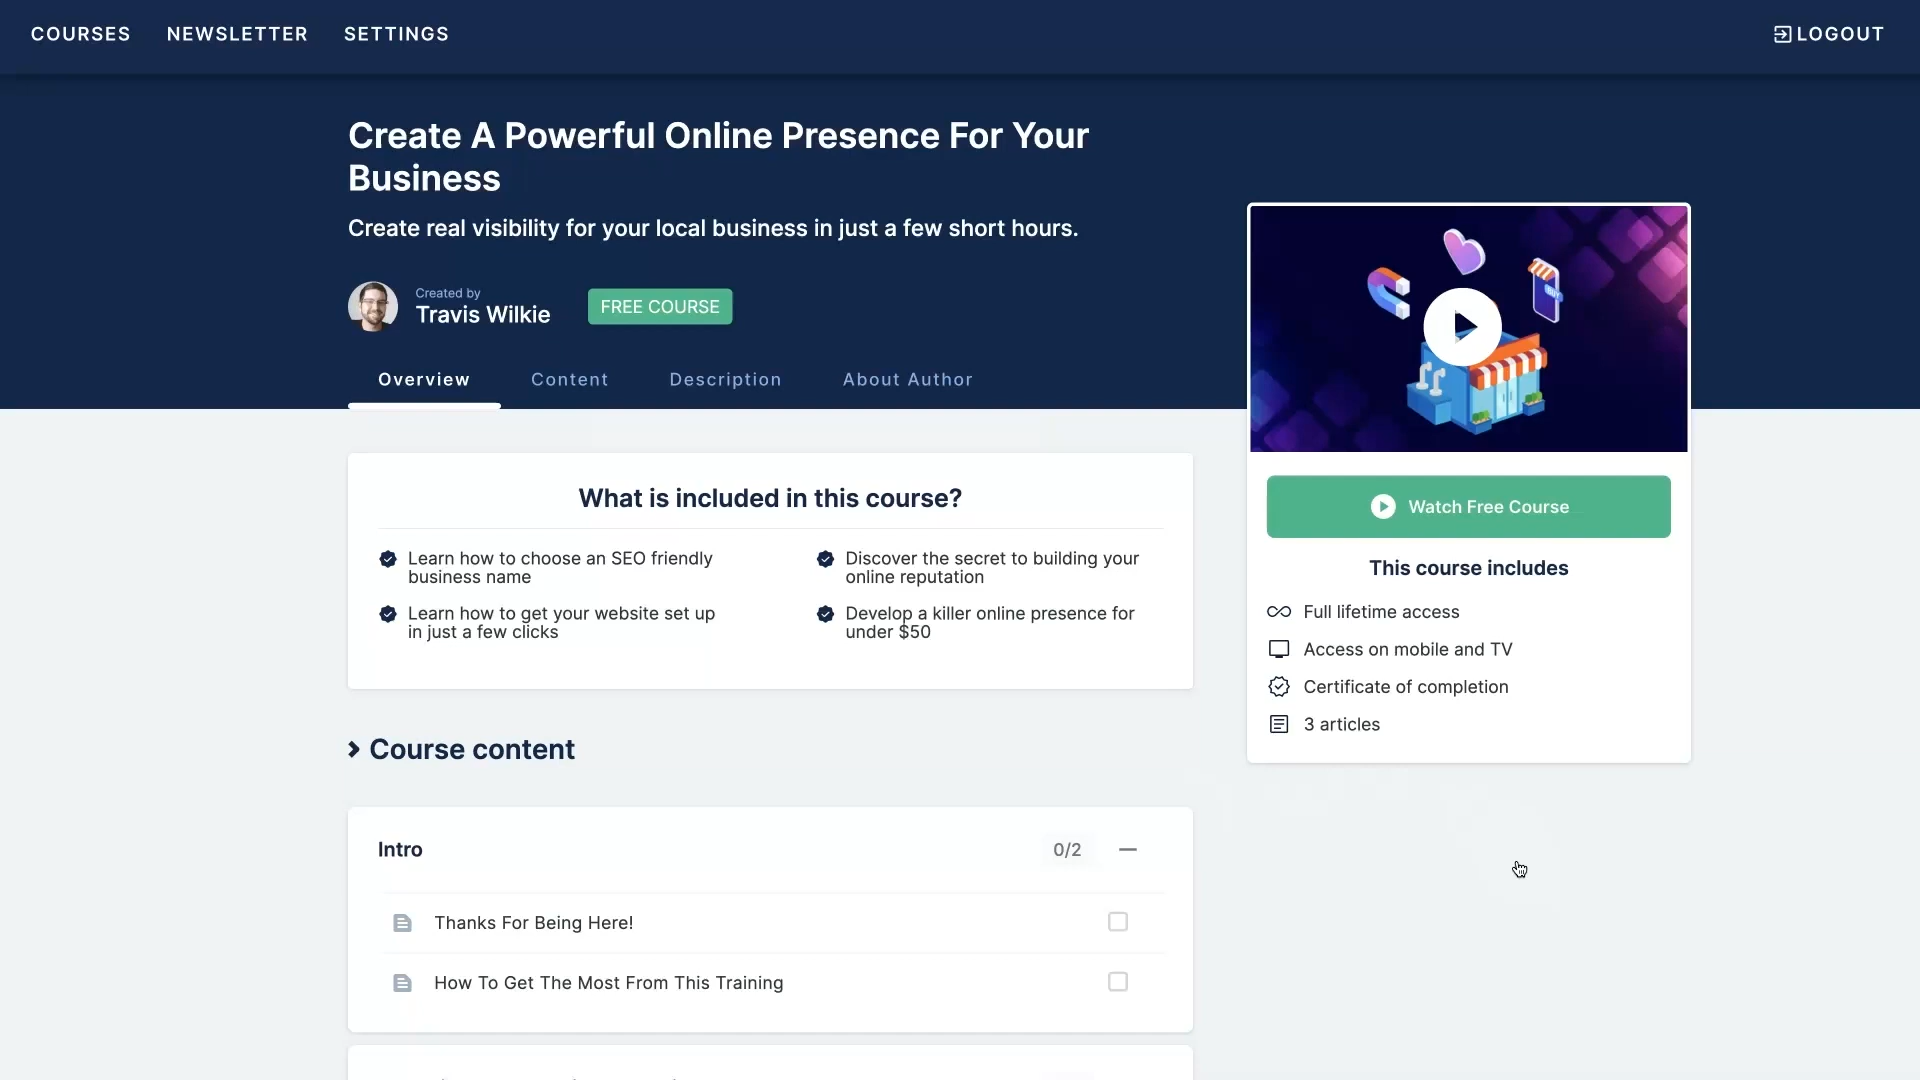 COURSES NEWSLETTER SETTINGS LOGOUT
Create A Powerful Online Presence For Your
Business
Create real visibility for your local business in just a few short hours.
Created by
Travis Wilkie
FREE COURSE
Overview Content Description About Author
BUY
Watch Free Course
This course includes
Full lifetime access
Access on mobile and TV
Certificate of completion
3 articles
What is included in this course?
Learn how to choose an SEO friendly
business name
Discover the secret to building your
online reputation
Learn how to get your website set up
in just a few clicks
Develop a killer online presence for
under $50
Course content
Intro 0/2
Thanks For Being Here!
How To Get The Most From This Training